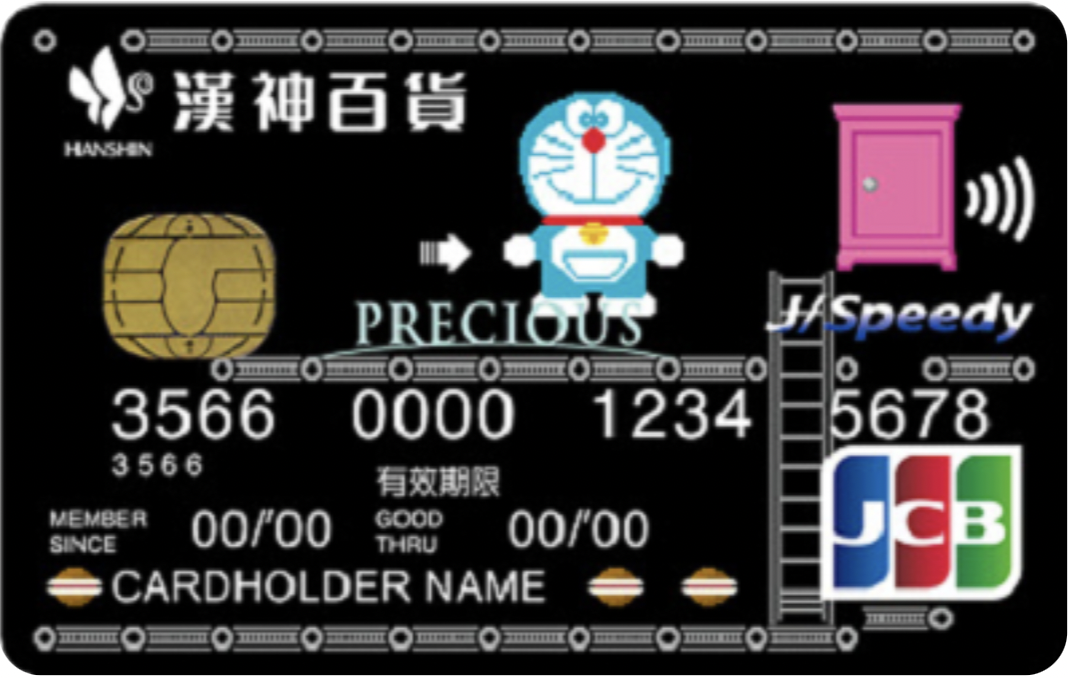 漢神百貨
HANSHIN
PRECIOUS
J/Speedy
3566 0000 1234 5678
3566
有效期限
MEMBER SINCE 00/'00 GOOD THRU 00/'00
CARDHOLDER NAME
JCB